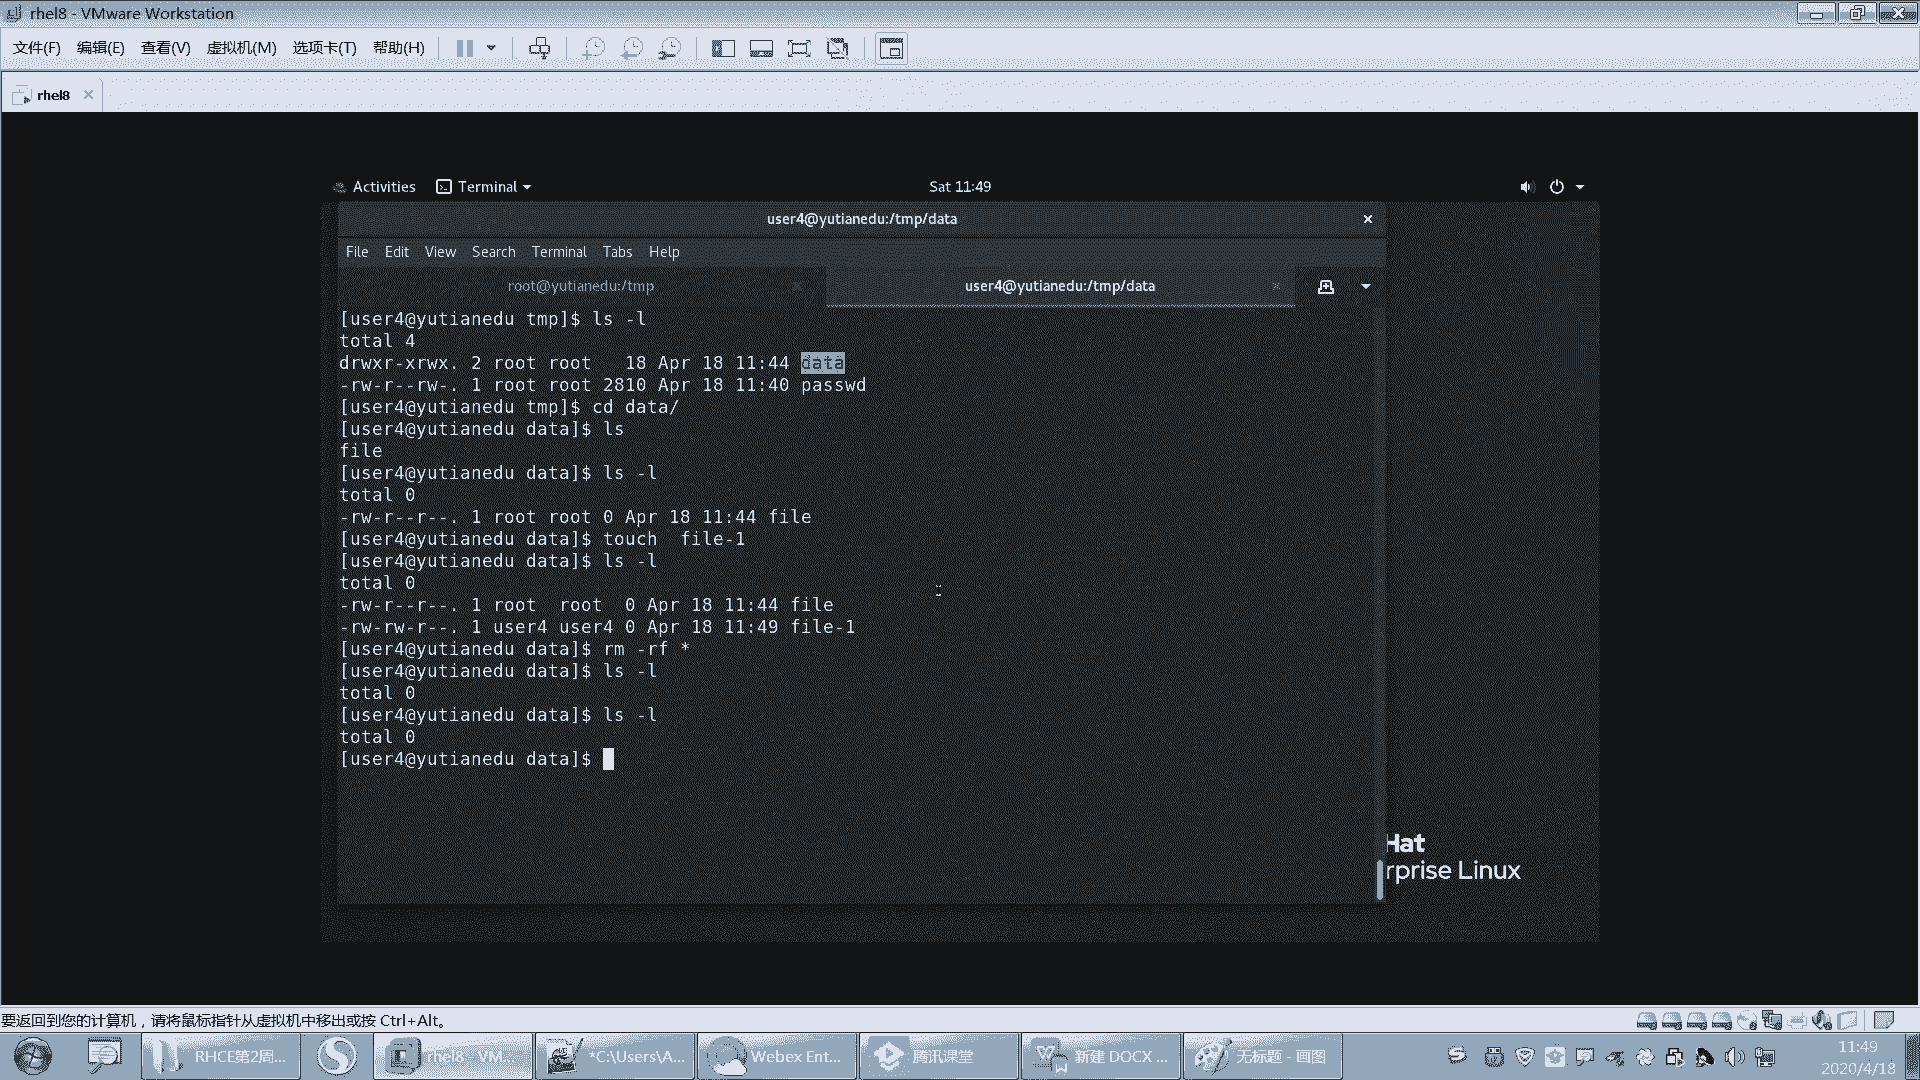 rhel8 - VMware Workstation
文件(F) 编辑(E) 查看(V) 虚拟机(M) 选项卡(T) 帮助(H)
rhel8
Activities Terminal Sat 11:49
user4@yutianedu:/tmp/data
File Edit View Search Terminal Tabs Help
root@yutianedu:/tmp user4@yutianedu:/tmp/data
[user4@yutianedu tmp]$ ls -l
total 4
drwxr-xrwx. 2 root root   18 Apr 18 11:44 data
-rw-r--rw-. 1 root root 2810 Apr 18 11:40 passwd
[user4@yutianedu tmp]$ cd data/
[user4@yutianedu data]$ ls
file
[user4@yutianedu data]$ ls -l
total 0
-rw-r--r--. 1 root root 0 Apr 18 11:44 file
[user4@yutianedu data]$ touch  file-1
[user4@yutianedu data]$ ls -l
total 0
-rw-r--r--. 1 root  root  0 Apr 18 11:44 file
-rw-rw-r--. 1 user4 user4 0 Apr 18 11:49 file-1
[user4@yutianedu data]$ rm -rf *
[user4@yutianedu data]$ ls -l
total 0
[user4@yutianedu data]$ ls -l
total 0
[user4@yutianedu data]$
Hat
rprise Linux
要返回到您的计算机，请将鼠标指针从虚拟机中移出或按 Ctrl+Alt。
RHCE第2周... rhel8 - VM... *C:\Users\A... Webex Ent... 腾讯课堂 新建 DOCX ... 无标题 - 画图 11:49
2020/4/18